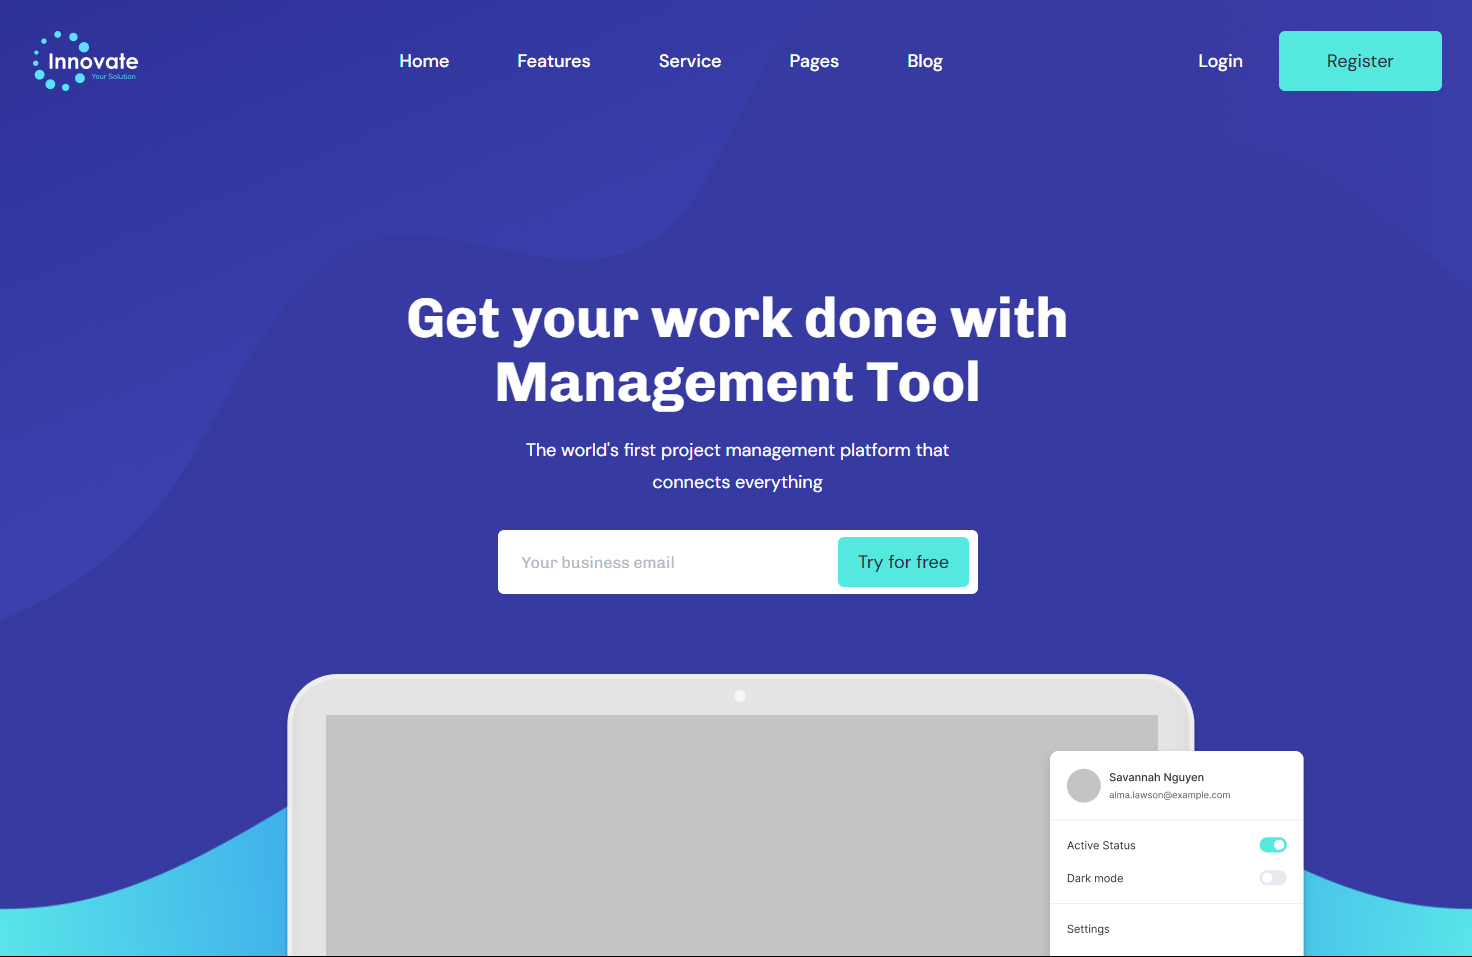 Innovate
Your Solution
Home
Features
Service
Pages
Blog
Login
Register
Get your work done with
Management Tool
The world's first project management platform that
connects everything
Your business email
Try for free
Savannah Nguyen
alma.lawson@example.com
Active Status
Dark mode
Settings